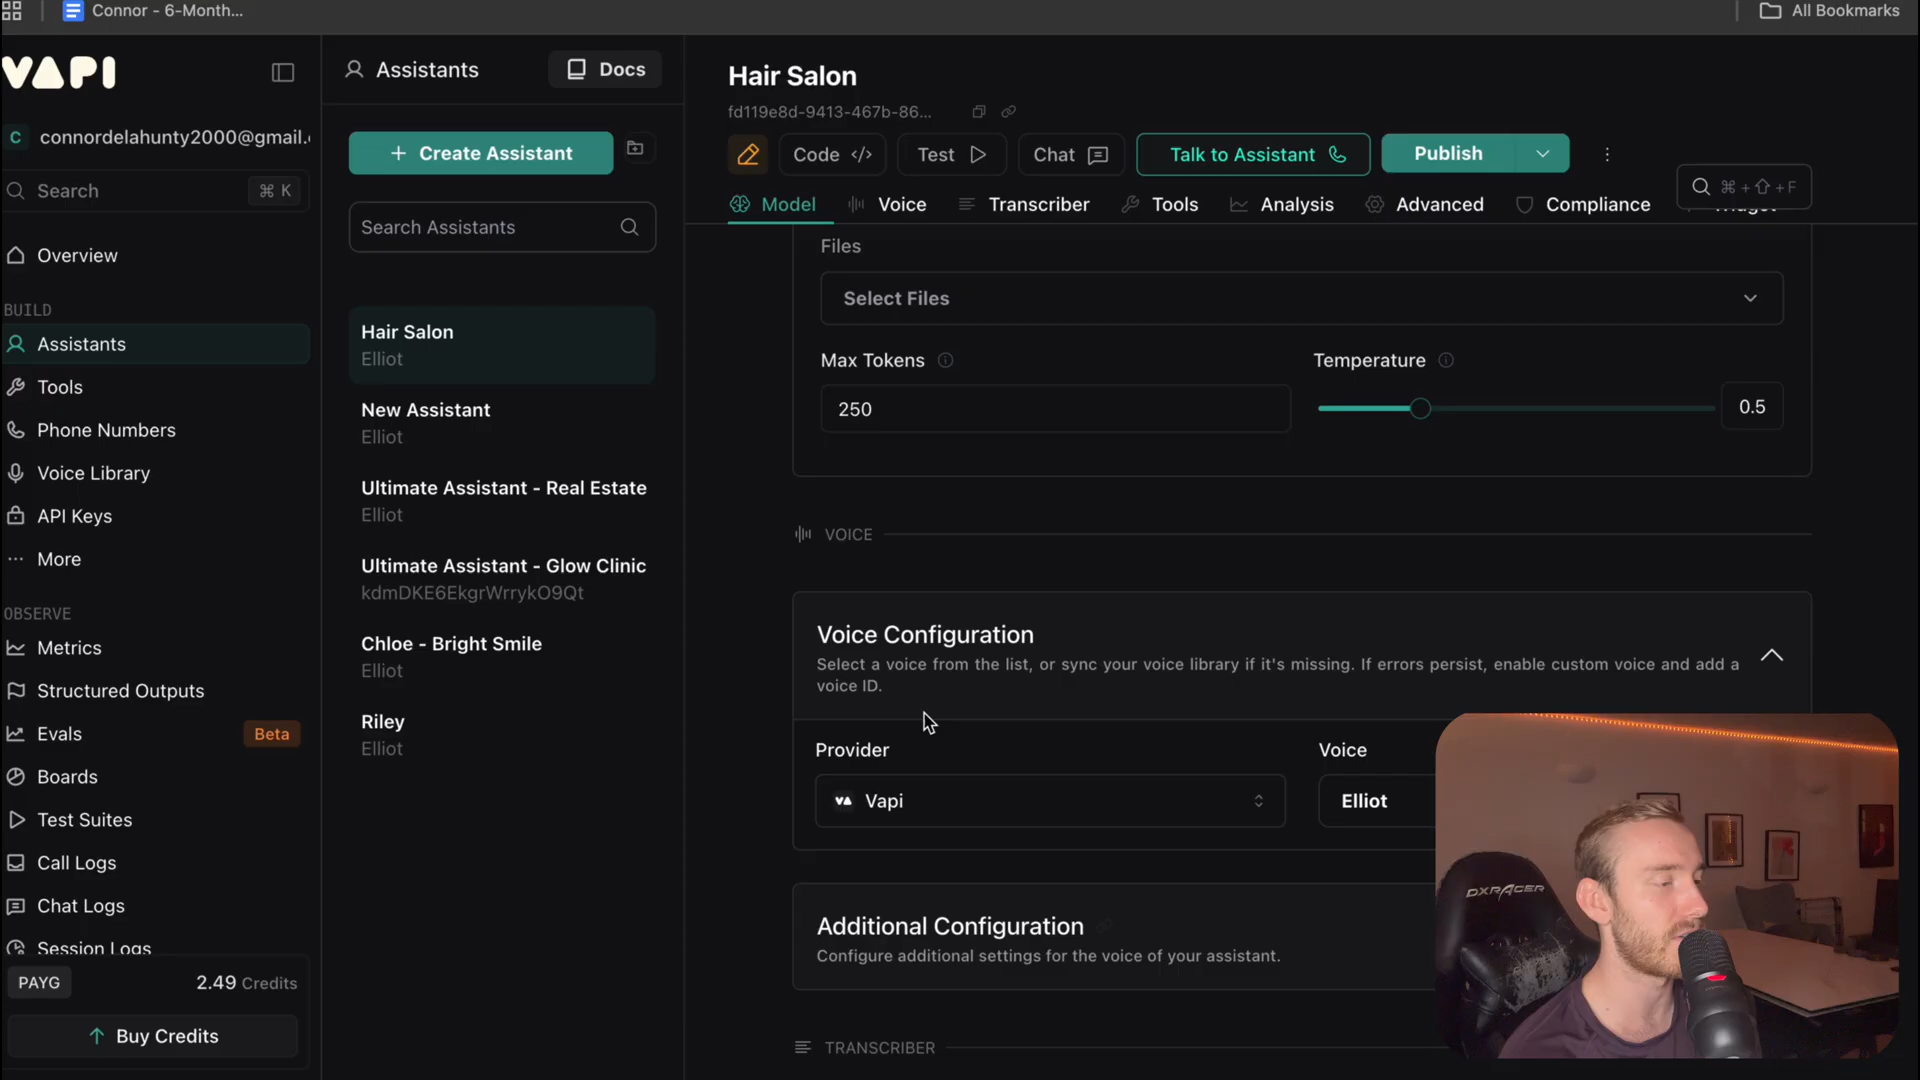 Connor - 6-Month...
All Bookmarks
VAPI
C connordelahunty2000@gmail.
Search ⌘ K
Overview
BUILD
Assistants
Tools
Phone Numbers
Voice Library
API Keys
More
OBSERVE
Metrics
Structured Outputs
Evals Beta
Boards
Test Suites
Call Logs
Chat Logs
Session Logs
PAYG 2.49 Credits
Buy Credits
Assistants Docs
+ Create Assistant
Search Assistants
Hair Salon
Elliot
New Assistant
Elliot
Ultimate Assistant - Real Estate
Elliot
Ultimate Assistant - Glow Clinic
kdmDKE6EkgrWrrykO9Qt
Chloe - Bright Smile
Elliot
Riley
Elliot
Hair Salon
fd119e8d-9413-467b-86...
Code </> Test Chat Talk to Assistant Publish
⌘ + ⇧ + F
Model Voice Transcriber Tools Analysis Advanced Compliance Widget
Files
Select Files
Max Tokens Temperature
250 0.5
VOICE
Voice Configuration
Select a voice from the list, or sync your voice library if it's missing. If errors persist, enable custom voice and add a
voice ID.
Provider Voice
VA Vapi Elliot
Additional Configuration
Configure additional settings for the voice of your assistant.
TRANSCRIBER
DXRACER